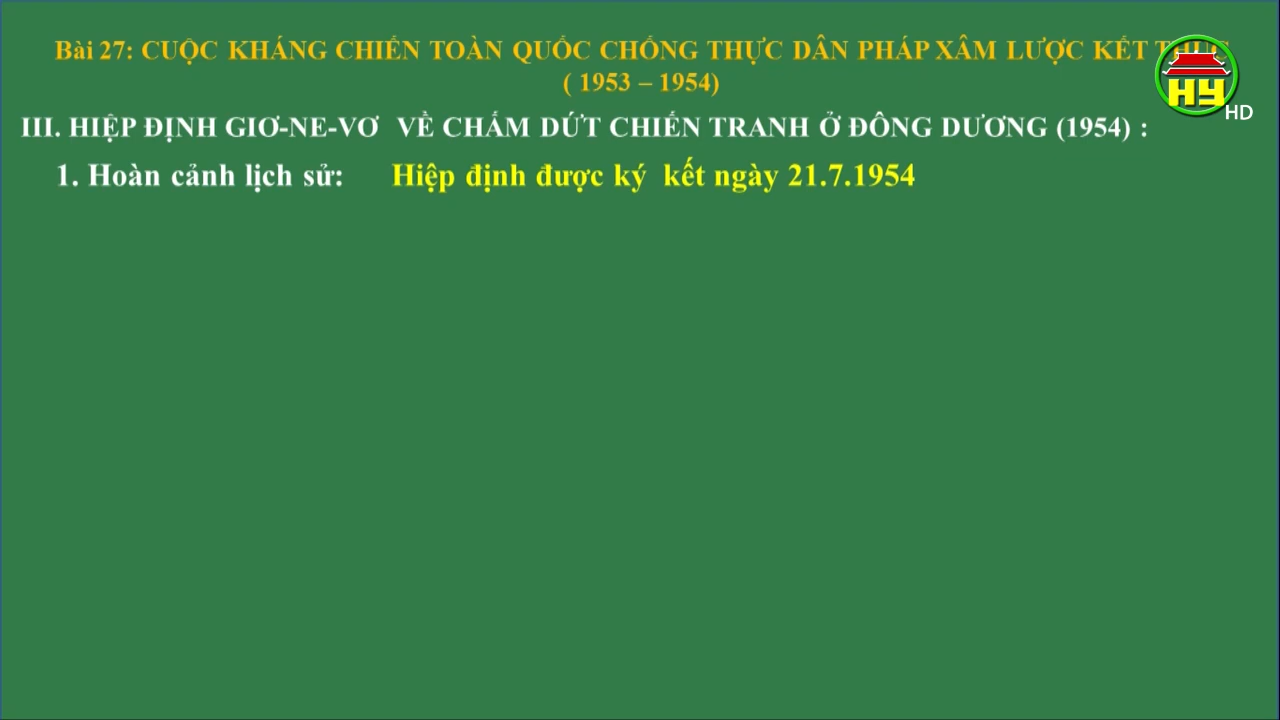 Bài 27: CUỘC KHÁNG CHIẾN TOÀN QUỐC CHỐNG THỰC DÂN PHÁP XÂM LƯỢC KẾT THÚC
( 1953 – 1954)
HY
HD
III. HIỆP ĐỊNH GIƠ-NE-VƠ VỀ CHẤM DỨT CHIẾN TRANH Ở ĐÔNG DƯƠNG (1954) :
1. Hoàn cảnh lịch sử: Hiệp định được ký kết ngày 21.7.1954